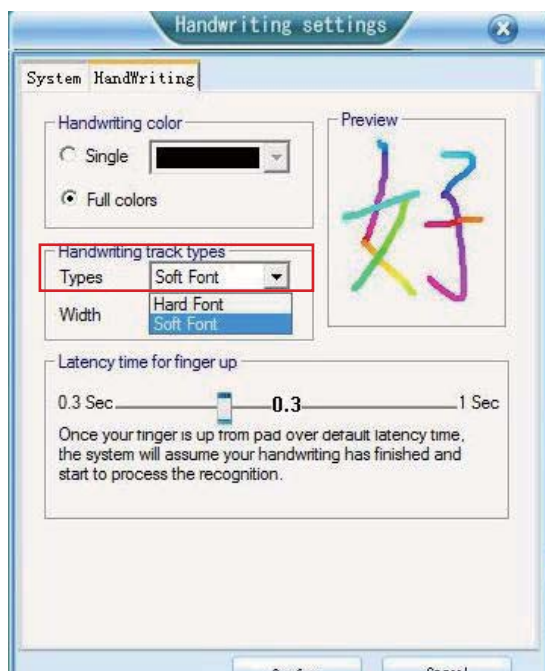 Handwriting settings
System HandWriting
Handwriting color
Single
Full colors
Preview
好
Handwriting track types
Types Soft Font
Hard Font
Soft Font
Width
Latency time for finger up
0.3 Sec 0.3 1 Sec
Once your finger is up from pad over default latency time,
the system will assume your handwriting has finished and
start to process the recognition.